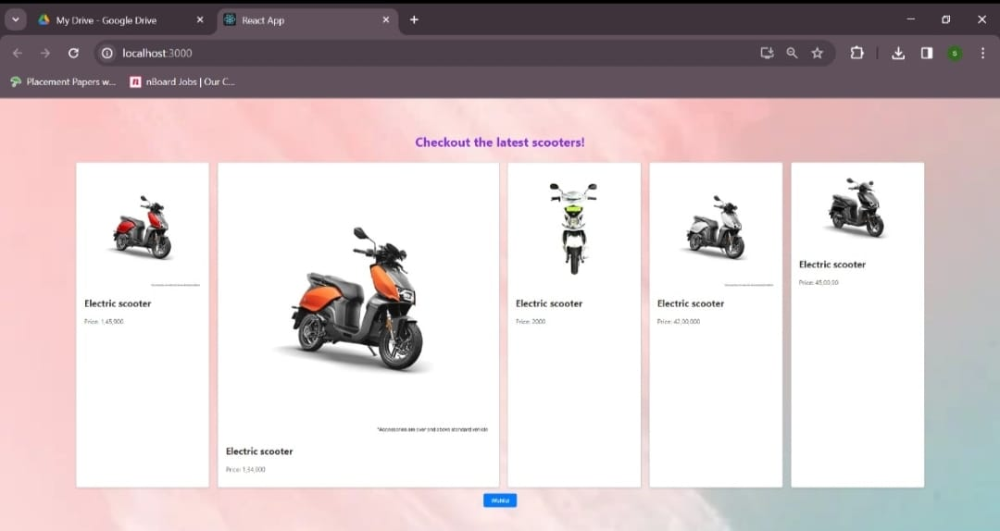 My Drive - Google Drive
React App
localhost:3000
Placement Papers w...
nBoard Jobs | Our C...
s
Checkout the latest scooters!
Electric scooter
Price: 1,45,000
*Accessories are over and above standard vehicle
Electric scooter
Price: 1,34,000
Electric scooter
Price: 2000
Electric scooter
Price: 42,00,000
Electric scooter
Price: 45,00,00
Wishlist